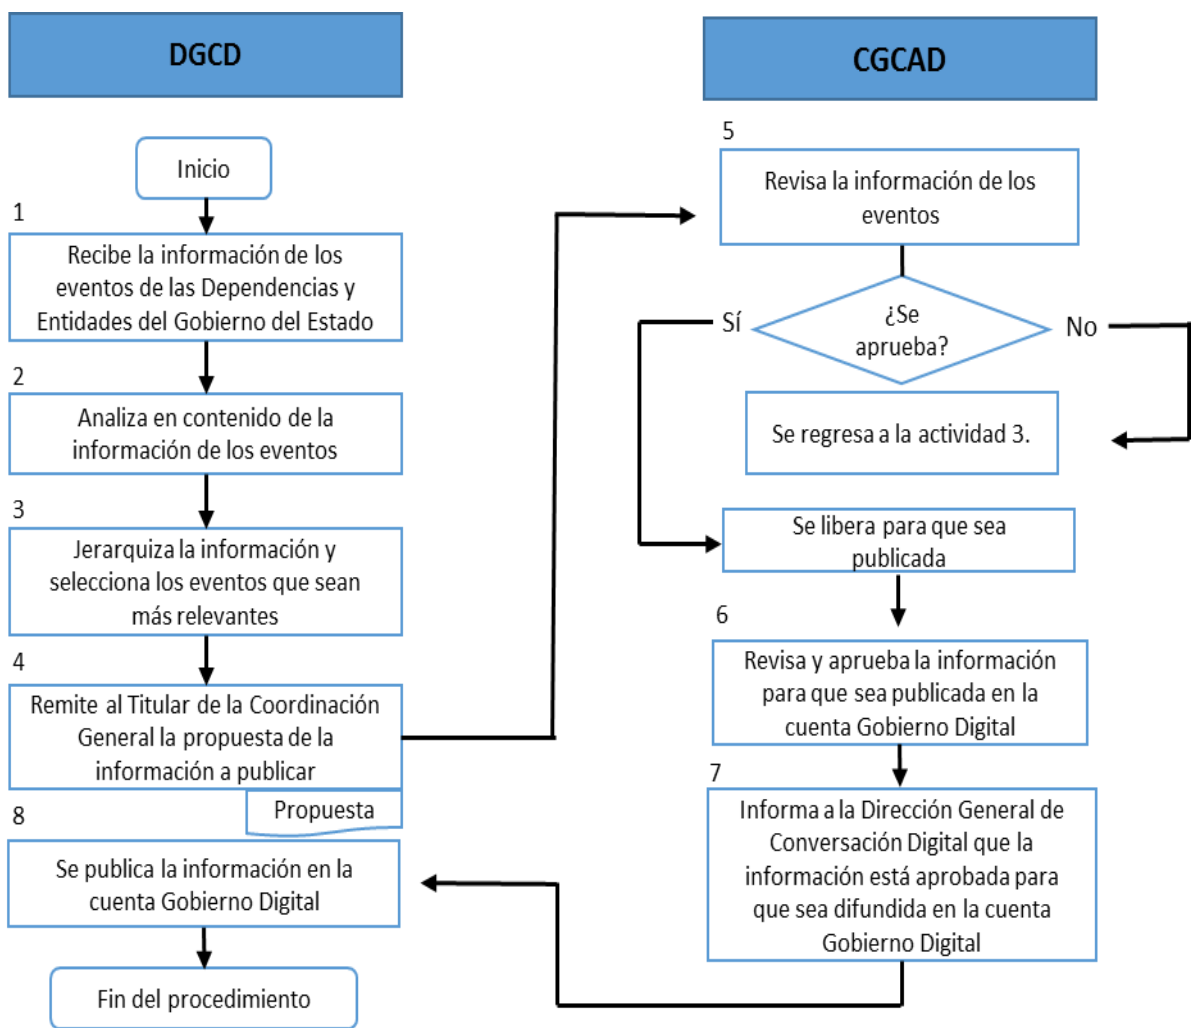 DGCD
Inicio
1
Recibe la información de los
eventos de las Dependencias y
Entidades del Gobierno del Estado
2
Analiza en contenido de la
información de los eventos
3
Jerarquiza la información y
selecciona los eventos que sean
más relevantes
4
Remite al Titular de la Coordinación
General la propuesta de la
información a publicar
Propuesta
8
Se publica la información en la
cuenta Gobierno Digital
Fin del procedimiento
CGCAD
5
Revisa la información de los
eventos
Sí
¿Se
aprueba?
No
Se regresa a la actividad 3.
Se libera para que sea
publicada
6
Revisa y aprueba la información
para que sea publicada en la
cuenta Gobierno Digital
7
Informa a la Dirección General de
Conversación Digital que la
información está aprobada para
que sea difundida en la cuenta
Gobierno Digital